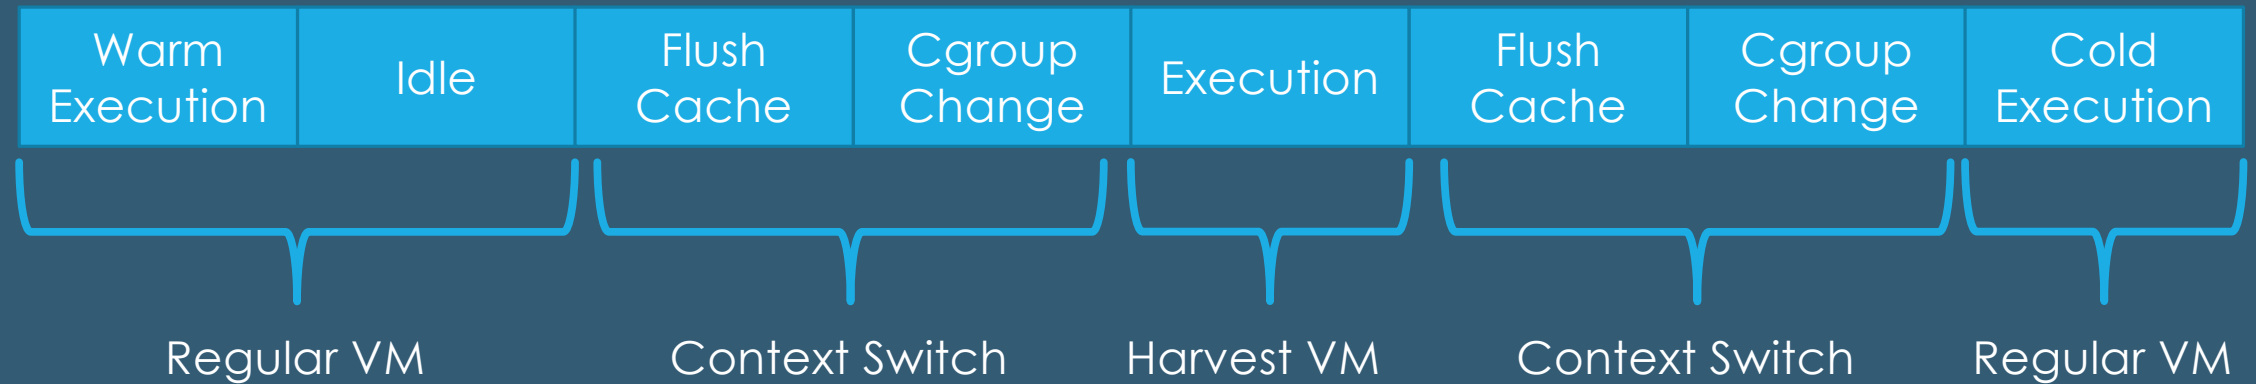 Warm
Execution
Idle
Flush
Cache
Cgroup
Change
Execution
Flush
Cache
Cgroup
Change
Cold
Execution
Regular VM
Context Switch
Harvest VM
Context Switch
Regular VM